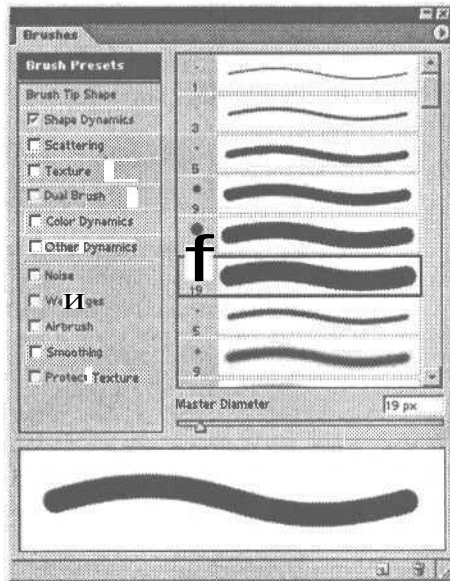 Brushes
Brush Presets
Brush Tip Shape
Shape Dynamics
Scattering
Texture
Dual Brush
Color Dynamics
Other Dynamics
Noise
и
Airbrush
Smoothing
Protect Texture
1
3
5
9
f
19
5
9
Master Diameter
19 px